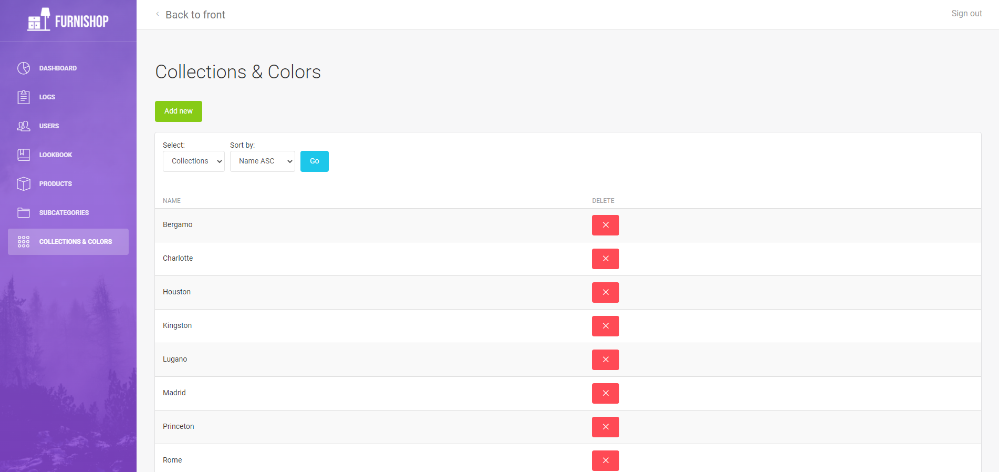 FURNISHOP
DASHBOARD
LOGS
USERS
LOOKBOOK
PRODUCTS
SUBCATEGORIES
COLLECTIONS & COLORS
Back to front
Sign out
Collections & Colors
Add new
Select: Sort by:
Collections Name ASC Go
NAME DELETE
Bergamo
Charlotte
Houston
Kingston
Lugano
Madrid
Princeton
Rome